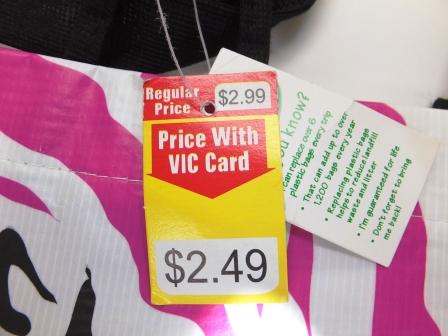 Regular
Price
$2.99
Price With
VIC Card
$2.49
you know?
can replace over 6
plastic bags every trip
• That can add up to over
1,200 bags every year
• Replacing plastic bags
helps to reduce landfill
waste and litter
• I'm guaranteed for life
• Don't forget to bring
me back!